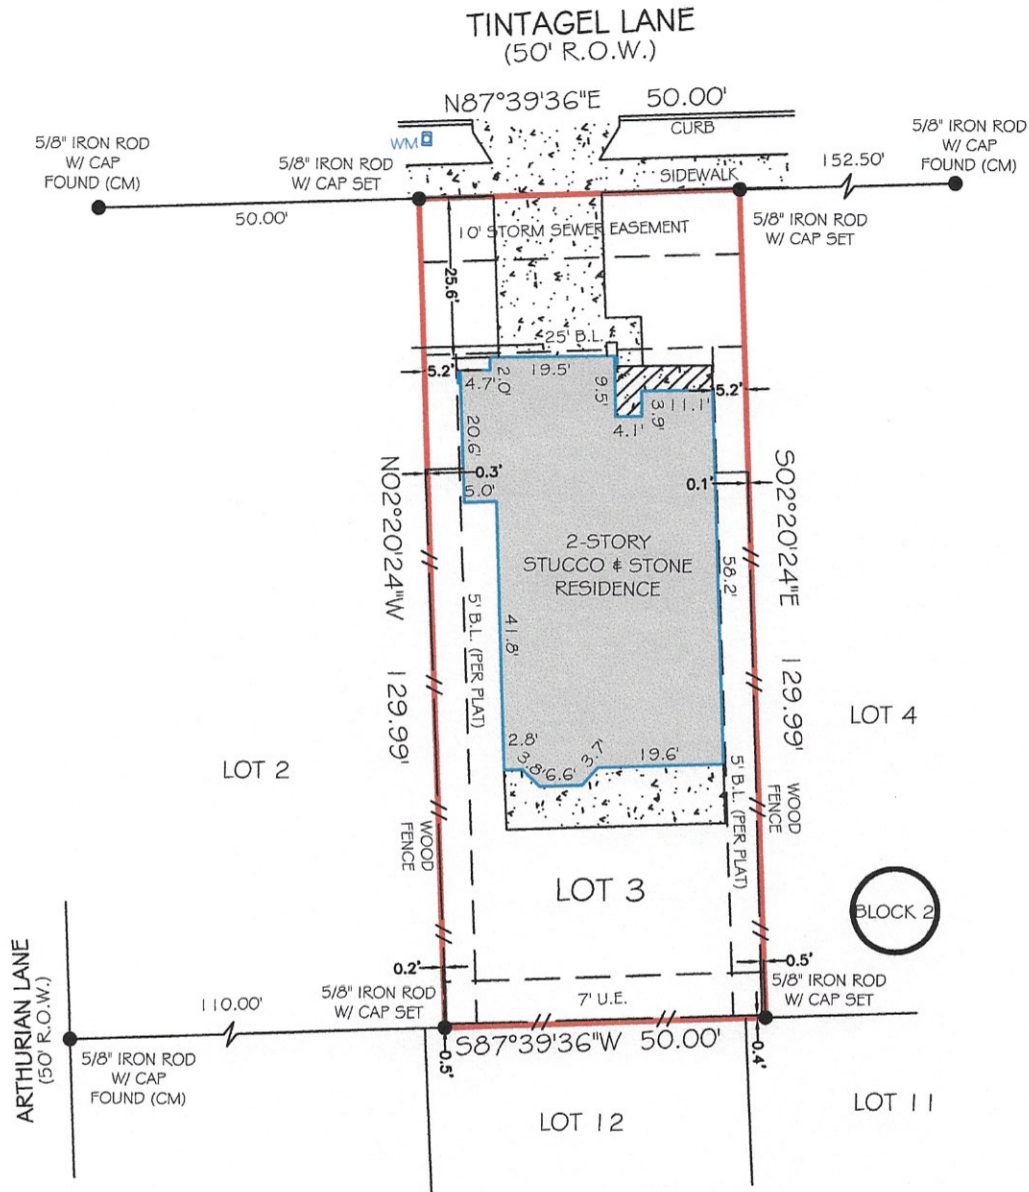 TINTAGEL LANE
(50' R.O.W.)
N87°39'36"E 50.00'
CURB
WM
5/8" IRON ROD
W/ CAP
FOUND (CM)
5/8" IRON ROD
W/ CAP SET
5/8" IRON ROD
W/ CAP
FOUND (CM)
152.50'
SIDEWALK
50.00'
5/8" IRON ROD
W/ CAP SET
10' STORM SEWER EASEMENT
25.6'
25' B.L.
5.2'
4.7'
2.0'
19.5'
9.5'
4.1'
3.9'
11.1'
5.2'
20.6'
0.3'
5.0'
0.1'
N02°20'24"W 129.99'
S02°20'24"E 129.99'
2-STORY
STUCCO & STONE
RESIDENCE
58.2'
41.8'
5' B.L. (PER PLAT)
2.8'
3.8'
6.6'
3.7'
19.6'
5' B.L. (PER PLAT)
LOT 2
LOT 4
WOOD
FENCE
WOOD
FENCE
LOT 3
BLOCK 2
ARTHURIAN LANE
(50' R.O.W.)
0.2'
0.5'
110.00'
5/8" IRON ROD
W/ CAP SET
7' U.E.
5/8" IRON ROD
W/ CAP SET
S87°39'36"W 50.00'
0.5'
0.4'
5/8" IRON ROD
W/ CAP
FOUND (CM)
LOT 12
LOT 11